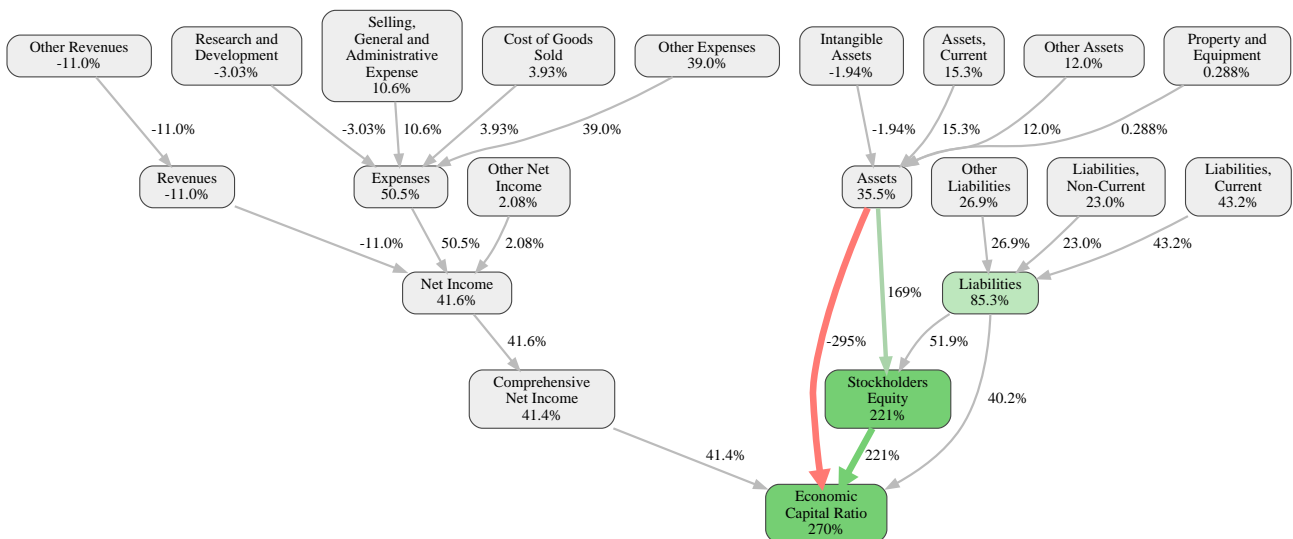 Other Revenues
-11.0%
Research and
Development
-3.03%
Selling,
General and
Administrative
Expense
10.6%
Cost of Goods
Sold
3.93%
Other Expenses
39.0%
Intangible
Assets
-1.94%
Assets,
Current
15.3%
Other Assets
12.0%
Property and
Equipment
0.288%
-11.0%
-3.03%
10.6%
3.93%
39.0%
-1.94%
15.3%
12.0%
0.288%
Revenues
-11.0%
Expenses
50.5%
Other Net
Income
2.08%
Assets
35.5%
Other
Liabilities
26.9%
Liabilities,
Non-Current
23.0%
Liabilities,
Current
43.2%
-11.0%
50.5%
2.08%
26.9%
23.0%
43.2%
Net Income
41.6%
169%
Liabilities
85.3%
41.6%
-295%
51.9%
Comprehensive
Net Income
41.4%
Stockholders
Equity
221%
40.2%
41.4%
221%
Economic
Capital Ratio
270%